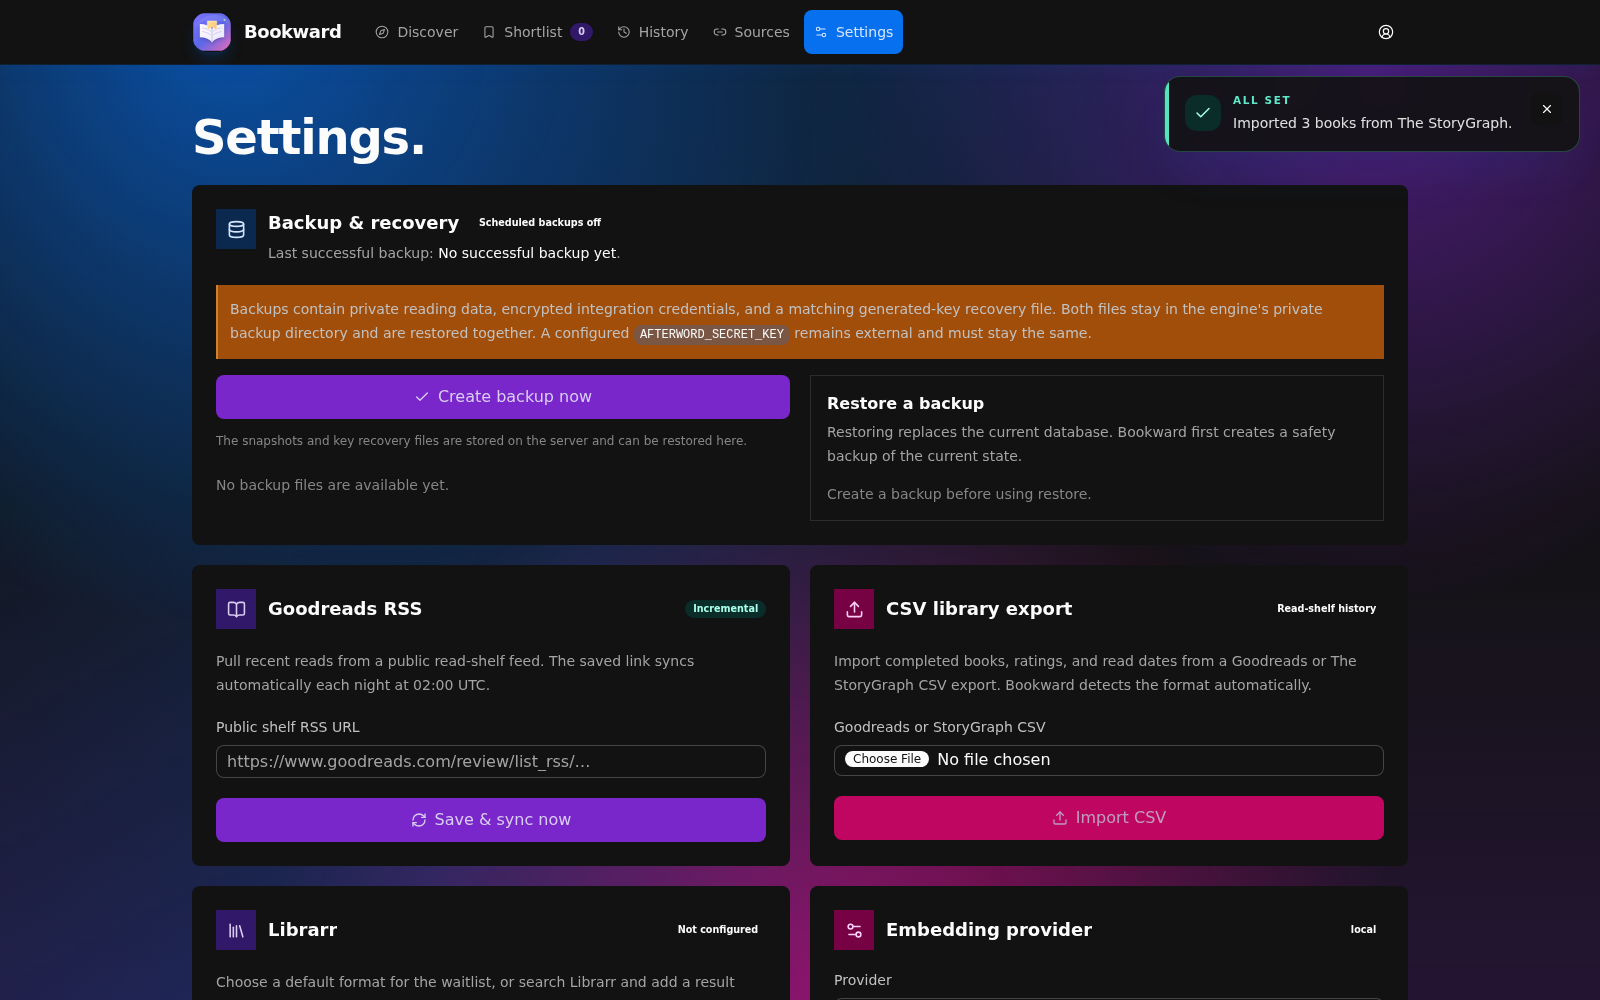 Bookward
Discover
Shortlist 0
History
Sources
Settings
ALL SET
Imported 3 books from The StoryGraph.
Settings.
Backup & recovery
Scheduled backups off
Last successful backup: No successful backup yet.
Backups contain private reading data, encrypted integration credentials, and a matching generated-key recovery file. Both files stay in the engine's private
backup directory and are restored together. A configured AFTERWORD_SECRET_KEY remains external and must stay the same.
Create backup now
The snapshots and key recovery files are stored on the server and can be restored here.
No backup files are available yet.
Restore a backup
Restoring replaces the current database. Bookward first creates a safety
backup of the current state.
Create a backup before using restore.
Goodreads RSS
Incremental
Pull recent reads from a public read-shelf feed. The saved link syncs
automatically each night at 02:00 UTC.
Public shelf RSS URL
https://www.goodreads.com/review/list_rss/...
Save & sync now
CSV library export
Read-shelf history
Import completed books, ratings, and read dates from a Goodreads or The
StoryGraph CSV export. Bookward detects the format automatically.
Goodreads or StoryGraph CSV
Choose File No file chosen
Import CSV
Librarr
Not configured
Choose a default format for the waitlist, or search Librarr and add a result
Embedding provider
local
Provider